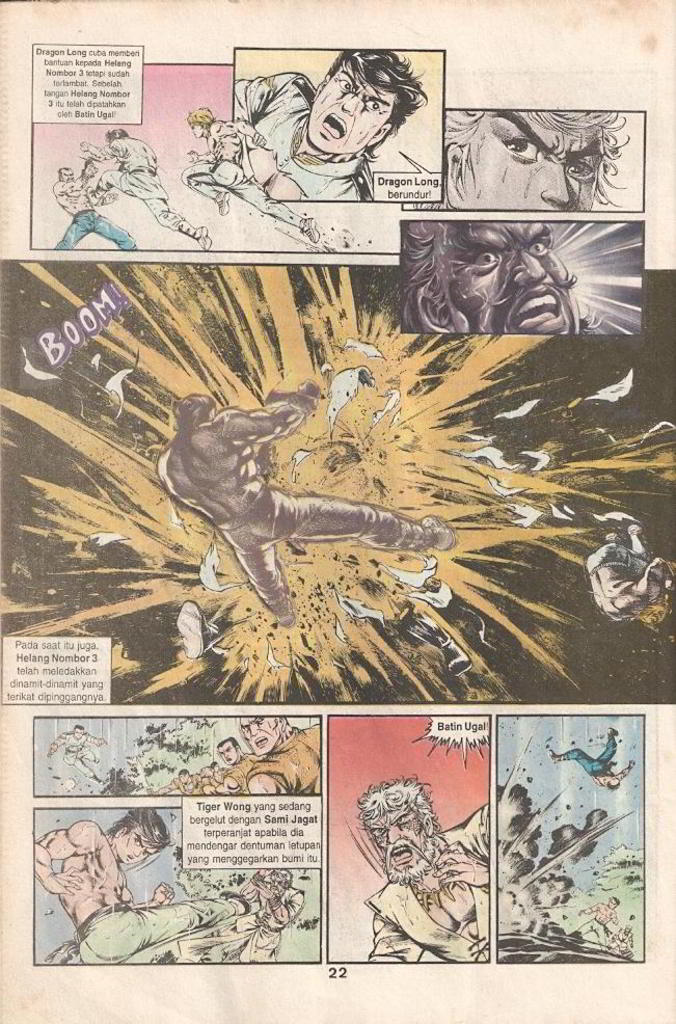 Dragon Long cuba memberi
bantuan kepada Helang
Nombor 3 tetapi sudah
terlambat. Sebelah
tangan Helang Nombor
3 itu telah dipatahkan
oleh Batin Ugal!
Dragon Long,
berundur!
BOOM!
Pada saat itu juga,
Helang Nombor 3
telah meledakkan
dinamit-dinamit yang
terikat dipinggangnya.
Batin Ugal!
Tiger Wong yang sedang
bergelut dengan Sami Jagat
terperanjat apabila dia
mendengar dentuman letupan
yang menggegarkan bumi itu.
22